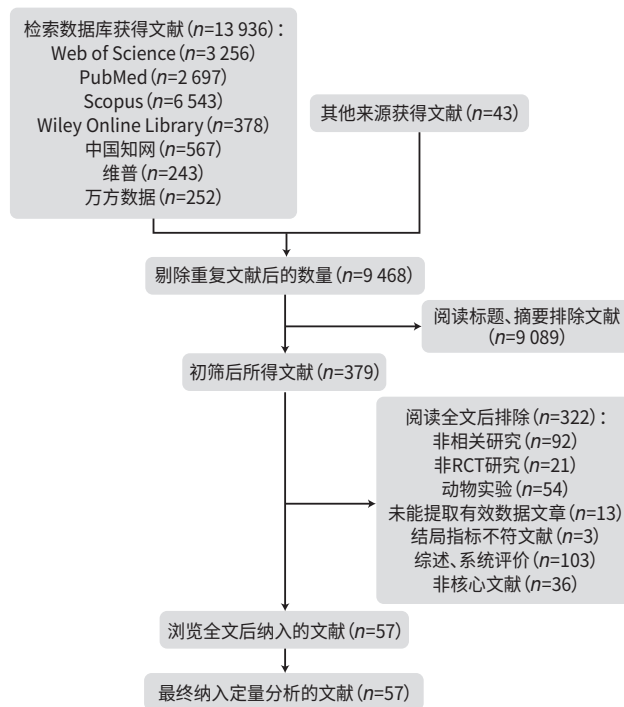 检索数据库获得文献(n=13 936)：
Web of Science(n=3 256)
PubMed(n=2 697)
Scopus(n=6 543)
Wiley Online Library(n=378)
中国知网(n=567)
维普(n=243)
万方数据(n=252)
其他来源获得文献(n=43)
剔除重复文献后的数量(n=9 468)
阅读标题、摘要排除文献
(n=9 089)
初筛后所得文献(n=379)
阅读全文后排除(n=322)：
非相关研究(n=92)
非RCT研究(n=21)
动物实验(n=54)
未能提取有效数据文章(n=13)
结局指标不符文献(n=3)
综述、系统评价(n=103)
非核心文献(n=36)
浏览全文后纳入的文献(n=57)
最终纳入定量分析的文献(n=57)